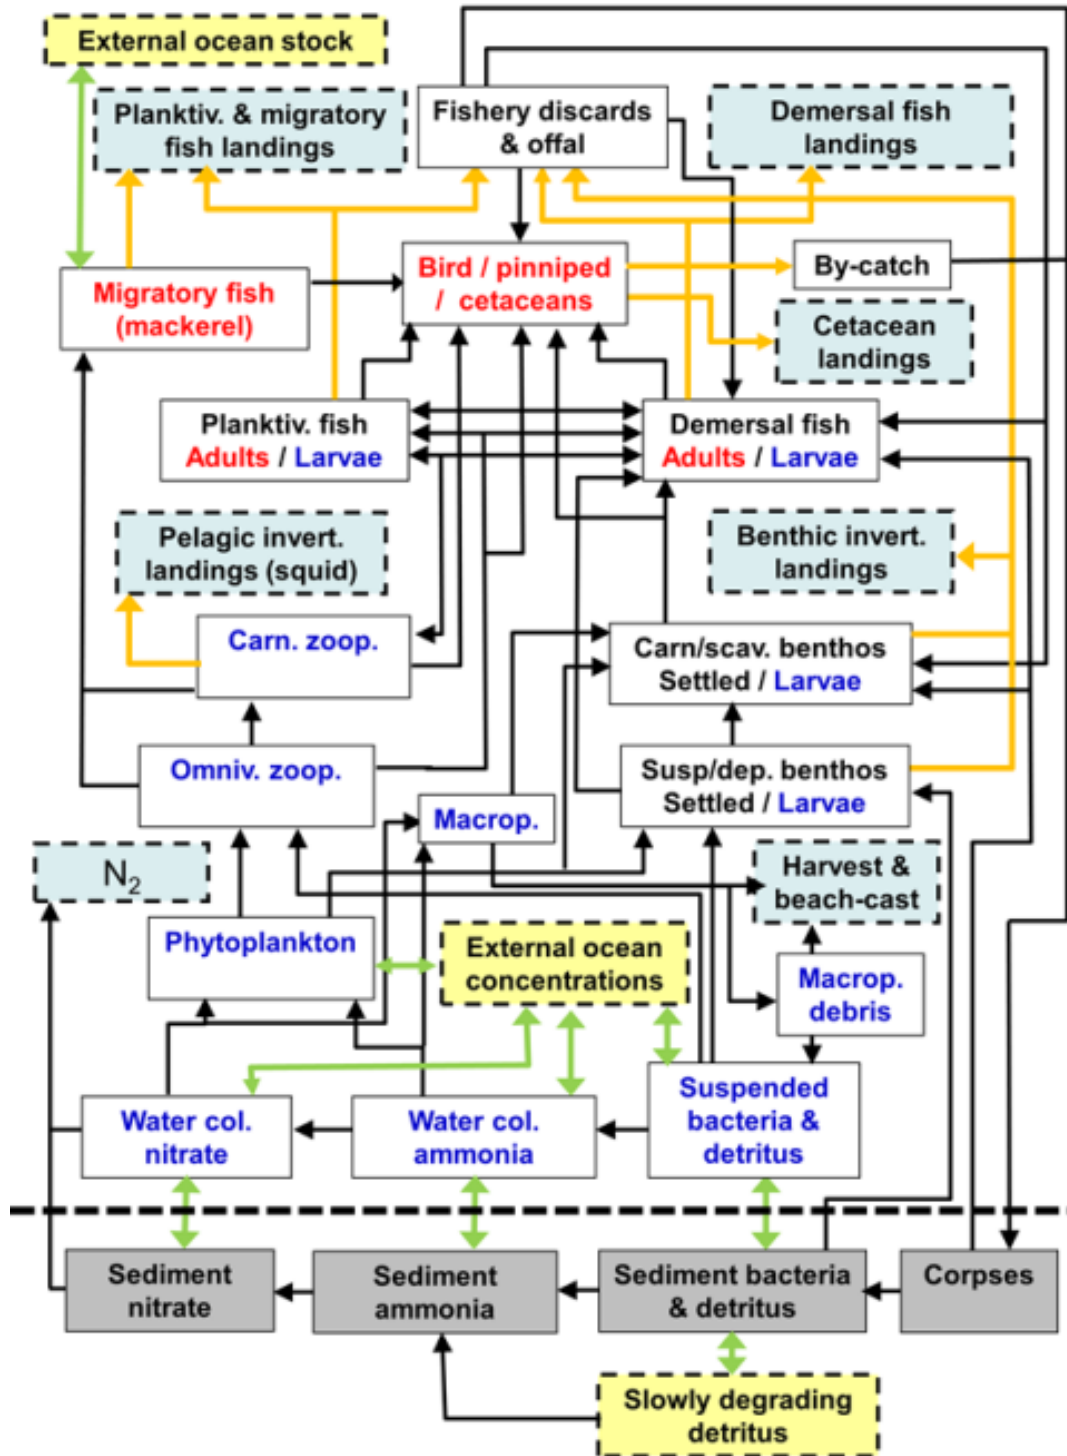 External ocean stock
Planktiv. & migratory
fish landings
Fishery discards
& offal
Demersal fish
landings
Migratory fish
(mackerel)
Bird / pinniped
/ cetaceans
By-catch
Cetacean
landings
Planktiv. fish
Adults / Larvae
Demersal fish
Adults / Larvae
Pelagic invert.
landings (squid)
Benthic invert.
landings
Carn. zoop.
Carn/scav. benthos
Settled / Larvae
Omniv. zoop.
Susp/dep. benthos
Settled / Larvae
Macrop.
N₂
Harvest &
beach-cast
Phytoplankton
External ocean
concentrations
Macrop.
debris
Water col.
nitrate
Water col.
ammonia
Suspended
bacteria &
detritus
Sediment
nitrate
Sediment
ammonia
Sediment bacteria
& detritus
Corpses
Slowly degrading
detritus